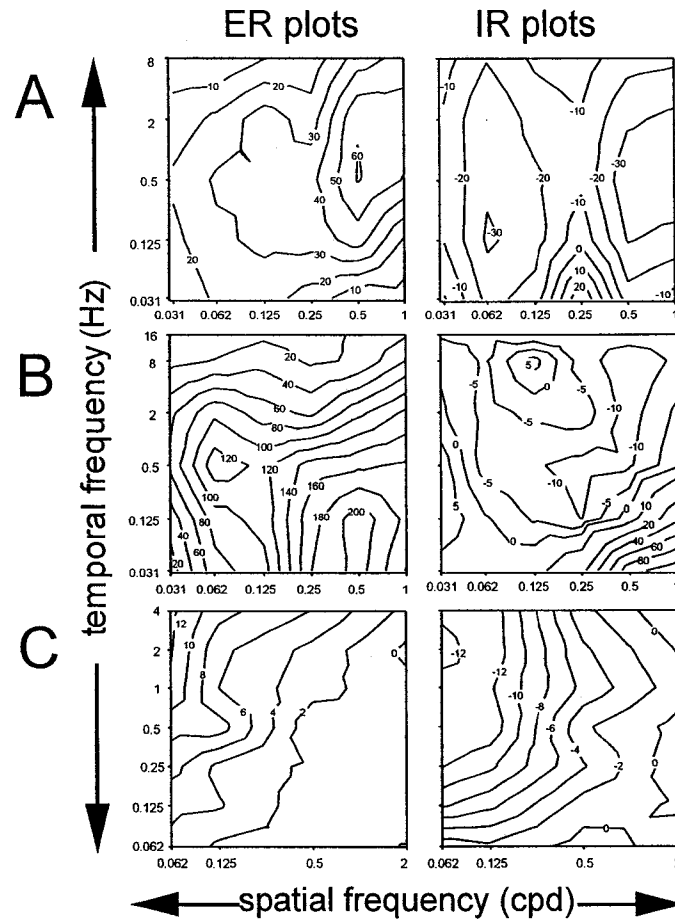 ER plots IR plots
A
8
2
0.5
0.125
0.031
0.031 0.062 0.125 0.25 0.5 1
10 20 30 60 50 40 30 20 20 10
-10 -10 -20 -20 -20 -30 -10 -30 0 10 20 -10 -10
0.031 0.062 0.125 0.25 0.5 1
B
16
8
2
0.5
0.125
0.031
0.031 0.062 0.125 0.25 0.5 1
20 40 60 80 100 120 120 140 160 100 80 40 60 20 180 200
5 0 -5 -5 -5 -10 0 -10 -5 -10 -5 0 5 0 10 20 40 60 80
0.031 0.062 0.125 0.25 0.5
C
4
2
1
0.5
0.25
0.125
0.062
0.062 0.125 0.5 2
12 10 8 6 4 2 0
0 -12 -12 -10 -8 -6 -4 -2 0 0
0.062 0.125 0.5
temporal frequency (Hz)
spatial frequency (cpd)